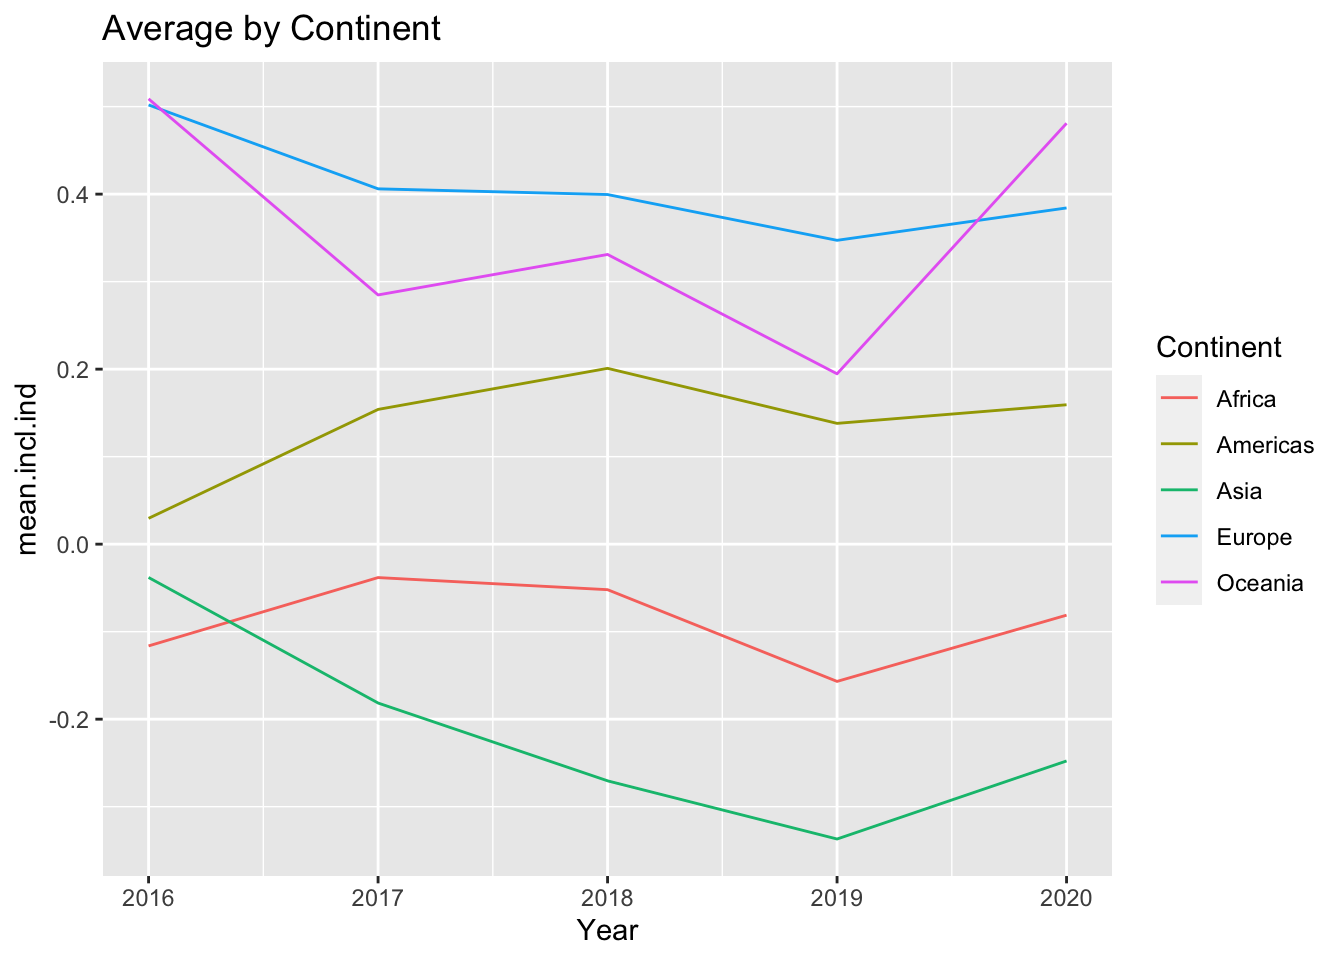 Average by Continent
mean.incl.ind
0.4
0.2
0.0
-0.2
2016 2017 2018 2019 2020
Year
Continent
Africa
Americas
Asia
Europe
Oceania